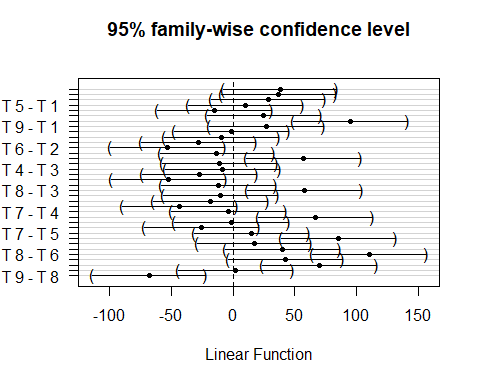 95% family-wise confidence level
T5-T1
T9-T1
T6-T2
T4-T3
T8-T3
T7-T4
T7-T5
T8-T6
T9-T8
-100 -50 0 50 100 150
Linear Function